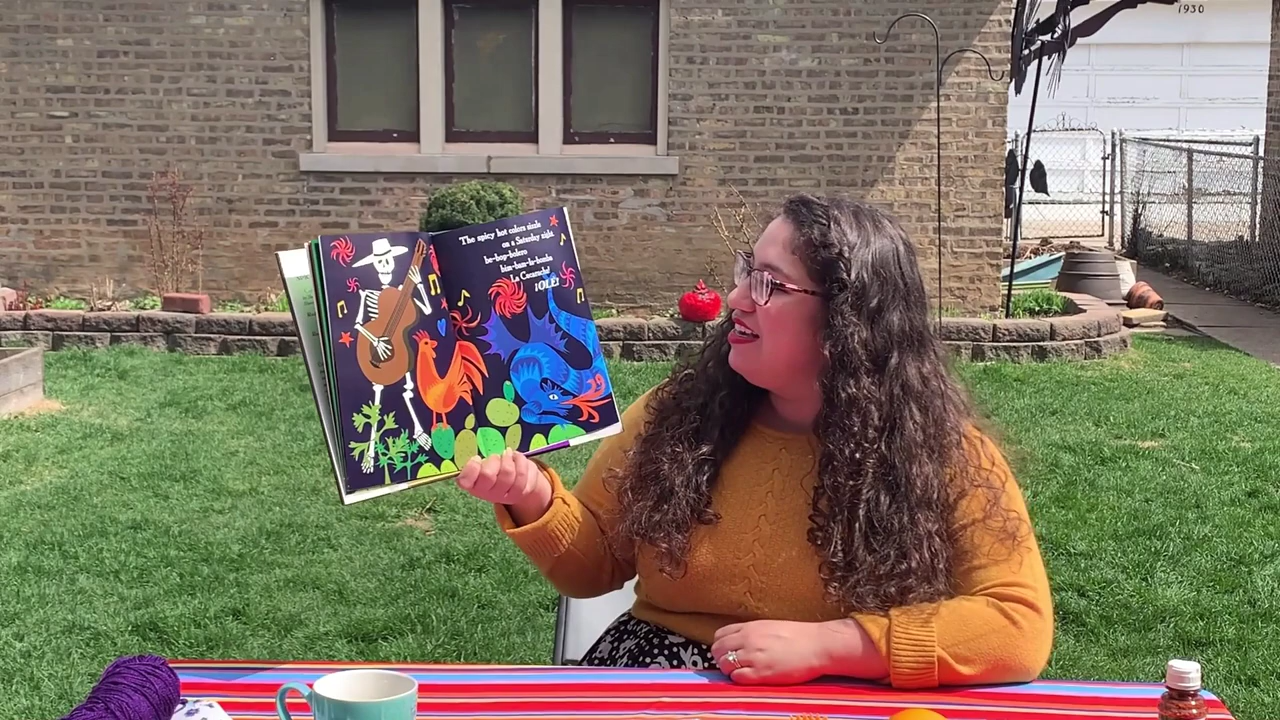 1930
The spicy hot colors sizzle
on a Saturday night
be-bop-bolero
bim-bam-la-bamba
La Cucaracha!
¡OLÉ!